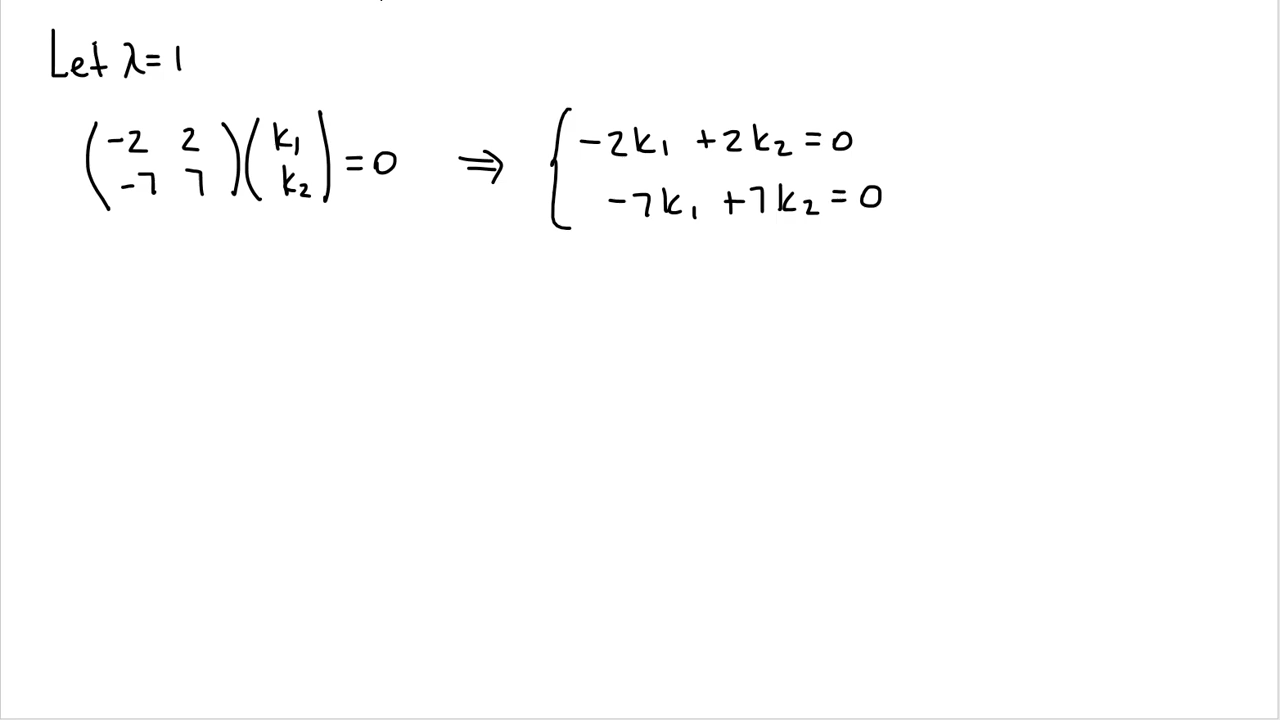 Let λ=1
(-2 2) (k₁) = 0 ⇒ { -2k₁ +2k₂ = 0
(-7 7) (k₂) { -7k₁ +7k₂ = 0